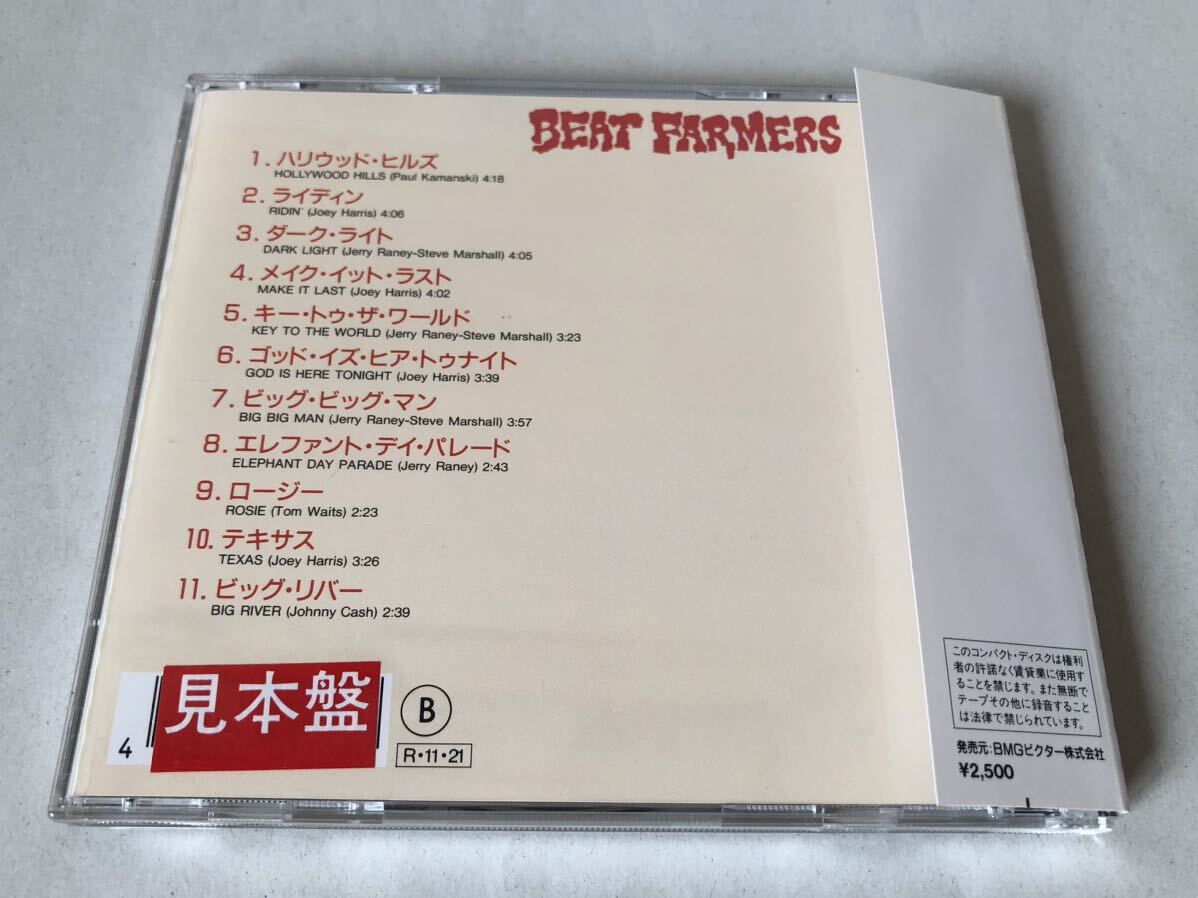 BEAT FARMERS
1. ハリウッド・ヒルズ
HOLLYWOOD HILLS (Paul Kamanski) 4:18
2. ライディン
RIDIN' (Joey Harris) 4:06
3. ダーク・ライト
DARK LIGHT (Jerry Raney-Steve Marshall) 4:05
4. メイク・イット・ラスト
MAKE IT LAST (Joey Harris) 4:02
5. キー・トゥ・ザ・ワールド
KEY TO THE WORLD (Jerry Raney-Steve Marshall) 3:23
6. ゴッド・イズ・ヒア・トゥナイト
GOD IS HERE TONIGHT (Joey Harris) 3:39
7. ビッグ・ビッグ・マン
BIG BIG MAN (Jerry Raney-Steve Marshall) 3:57
8. エレファント・デイ・パレード
ELEPHANT DAY PARADE (Jerry Raney) 2:43
9. ロージー
ROSIE (Tom Waits) 2:23
10. テキサス
TEXAS (Joey Harris) 3:26
11. ビッグ・リバー
BIG RIVER (Johnny Cash) 2:39
4
見本盤
B
R・11・21
このコンパクト・ディスクは権利
者の許諾なく賃貸業に使用す
ることを禁じます。また無断で
テープその他に録音すること
は法律で禁じられています。
発売元:BMGビクター株式会社
¥2,500